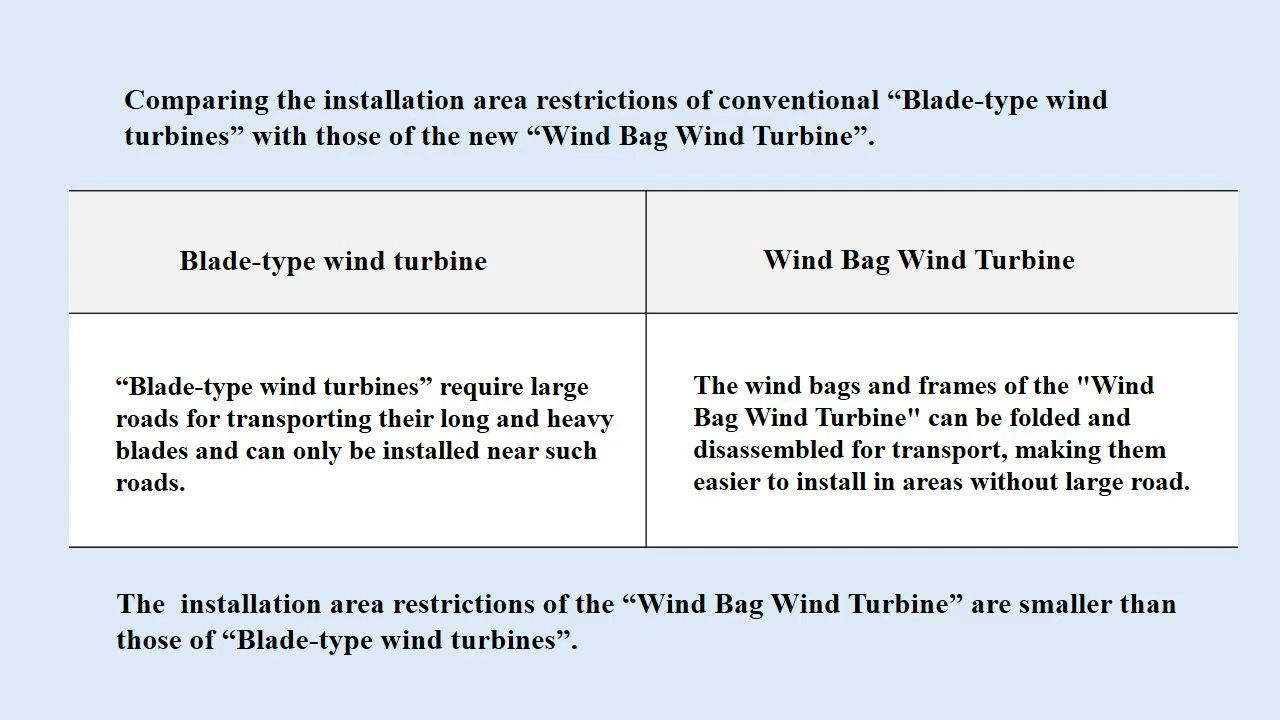 Comparing the installation area restrictions of conventional “Blade-type wind
turbines” with those of the new “Wind Bag Wind Turbine”.
Blade-type wind turbine
Wind Bag Wind Turbine
“Blade-type wind turbines” require large
roads for transporting their long and heavy
blades and can only be installed near such
roads.
The wind bags and frames of the "Wind
Bag Wind Turbine" can be folded and
disassembled for transport, making them
easier to install in areas without large road.
The  installation area restrictions of the “Wind Bag Wind Turbine” are smaller than
those of “Blade-type wind turbines”.